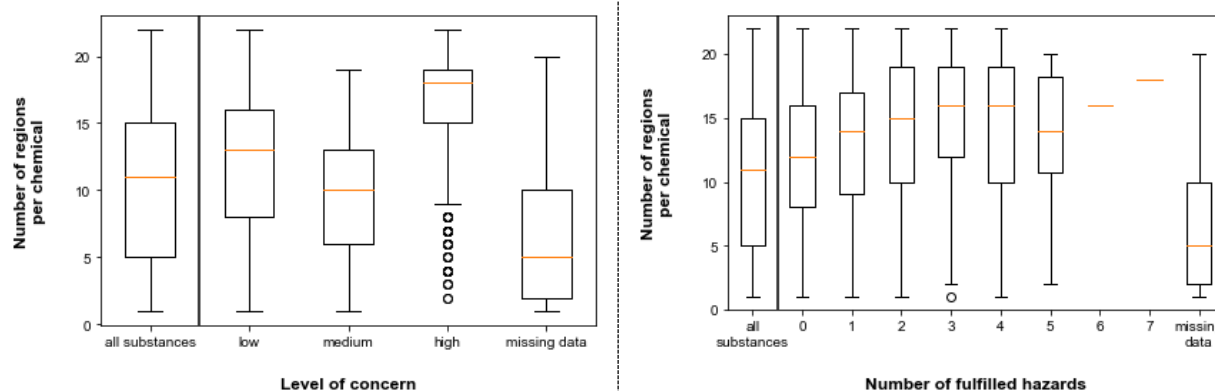 Number of regions
per chemical
20
15
10
5
0
all substances
low
medium
high
missing data
Level of concern
Number of regions
per chemical
20
15
10
5
0
all
substances
0
1
2
3
4
5
6
7
missin
data
Number of fulfilled hazards